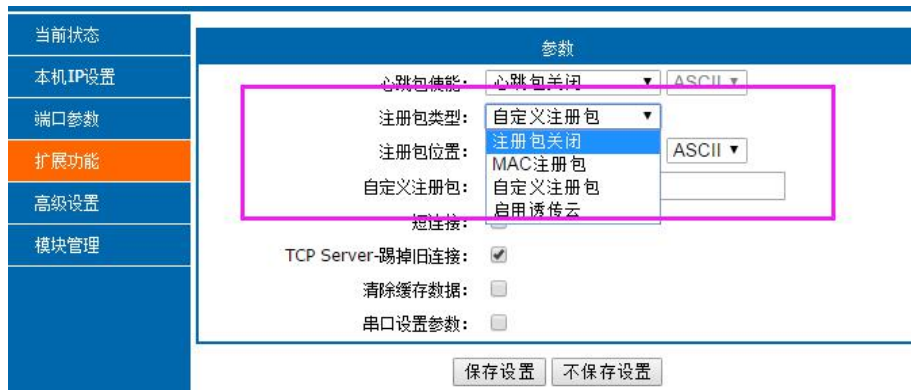 当前状态
本机IP设置
端口参数
扩展功能
高级设置
模块管理
参数
心跳包使能： 心跳包关闭 ASCII
注册包类型： 自定义注册包
注册包关闭
MAC注册包
自定义注册包
启用透传云
注册包位置： ASCII
自定义注册包：
短连接：
TCP Server-踢掉旧连接：
清除缓存数据：
串口设置参数：
保存设置 不保存设置